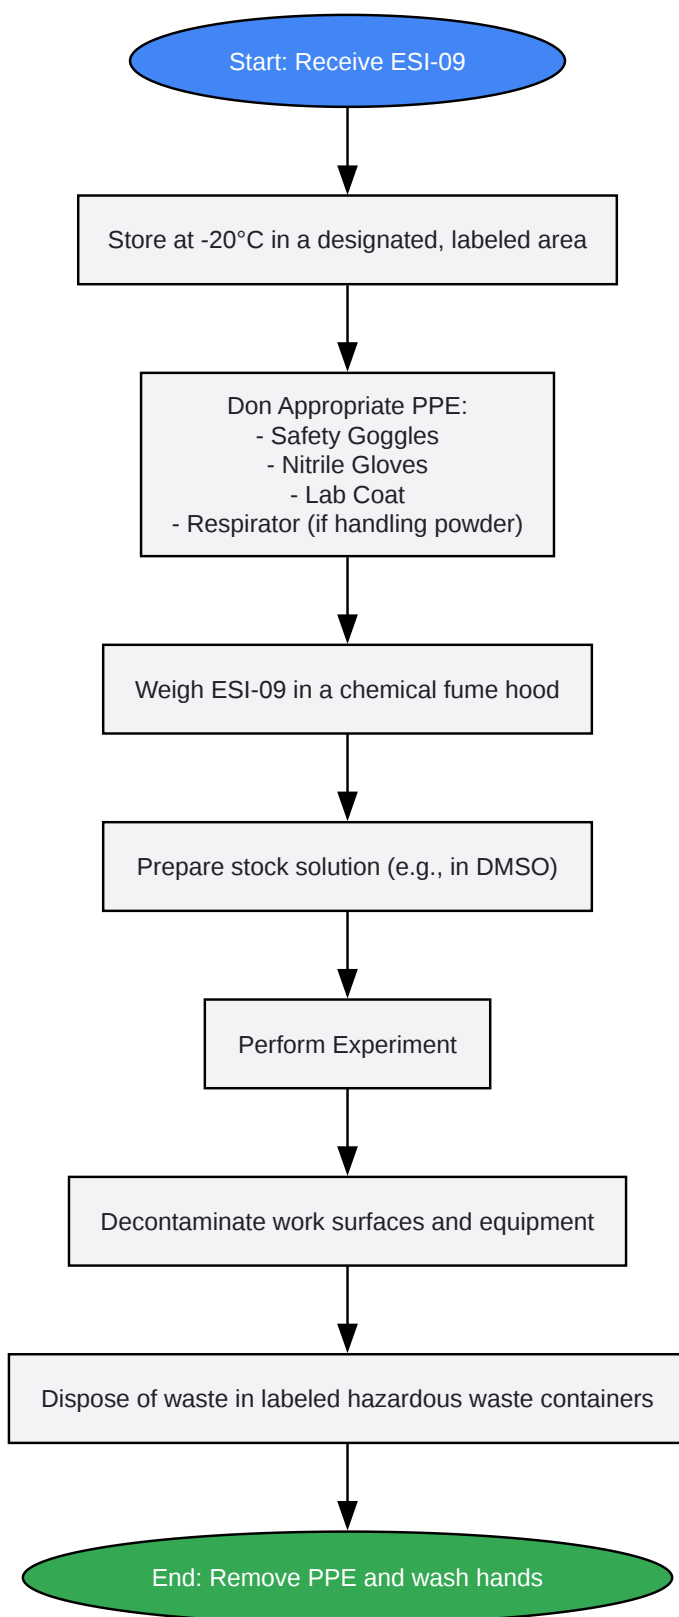 Start: Receive ESI-09
Store at -20°C in a designated, labeled area
Don Appropriate PPE:
- Safety Goggles
- Nitrile Gloves
- Lab Coat
- Respirator (if handling powder)
Weigh ESI-09 in a chemical fume hood
Prepare stock solution (e.g., in DMSO)
Perform Experiment
Decontaminate work surfaces and equipment
Dispose of waste in labeled hazardous waste containers
End: Remove PPE and wash hands